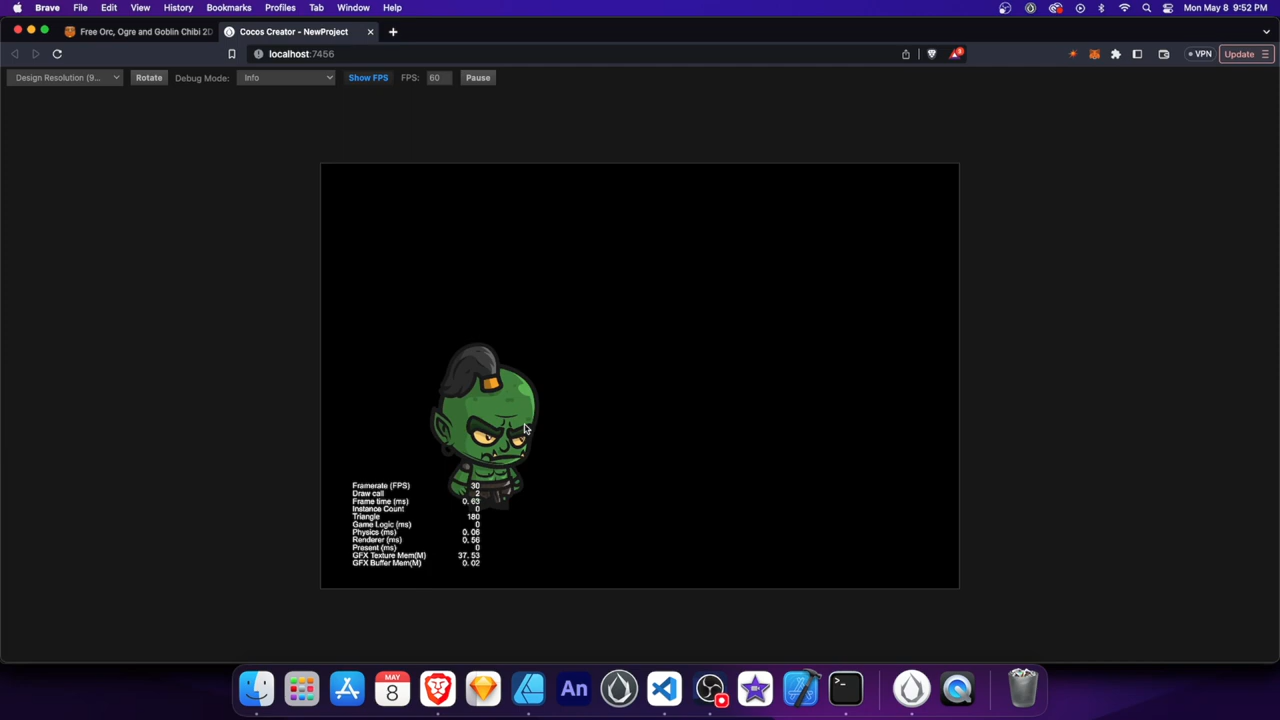 Brave File Edit View History Bookmarks Profiles Tab Window Help Mon May 8 9:52 PM
Free Orc, Ogre and Goblin Chibi 2D Cocos Creator - NewProject
localhost:7456 VPN Update
Design Resolution (9... Rotate Debug Mode: Info Show FPS FPS: 60 Pause
Framerate (FPS) 30
Draw call 2
Frame time (ms) 0.63
Instance Count 0
Triangle 180
Game Logic (ms) 0
Physics (ms) 0.06
Renderer (ms) 0.56
Present (ms) 0
GFX Texture Mem(M) 37.53
GFX Buffer Mem(M) 0.02
MAY
8
An
>_